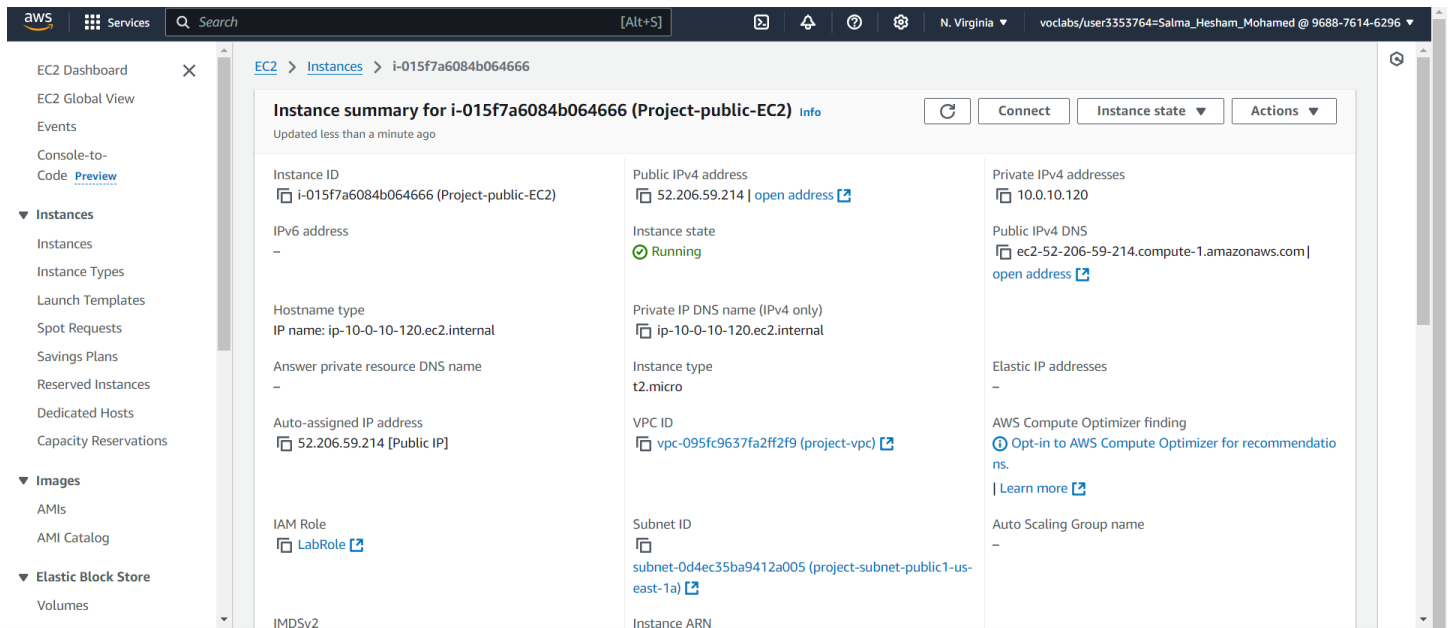 aws Services Search [Alt+S] N. Virginia ▼ voclabs/user3353764=Salma_Hesham_Mohamed @ 9688-7614-6296 ▼
EC2 Dashboard
EC2 Global View
Events
Console-to-
Code Preview
▼ Instances
Instances
Instance Types
Launch Templates
Spot Requests
Savings Plans
Reserved Instances
Dedicated Hosts
Capacity Reservations
▼ Images
AMIs
AMI Catalog
▼ Elastic Block Store
Volumes
EC2 > Instances > i-015f7a6084b064666
Instance summary for i-015f7a6084b064666 (Project-public-EC2) Info
Updated less than a minute ago
Connect
Instance state ▼
Actions ▼
Instance ID
i-015f7a6084b064666 (Project-public-EC2)
Public IPv4 address
52.206.59.214 | open address
Private IPv4 addresses
10.0.10.120
IPv6 address
–
Instance state
Running
Public IPv4 DNS
ec2-52-206-59-214.compute-1.amazonaws.com |
open address
Hostname type
IP name: ip-10-0-10-120.ec2.internal
Private IP DNS name (IPv4 only)
ip-10-0-10-120.ec2.internal
Answer private resource DNS name
–
Instance type
t2.micro
Elastic IP addresses
–
Auto-assigned IP address
52.206.59.214 [Public IP]
VPC ID
vpc-095fc9637fa2ff2f9 (project-vpc)
AWS Compute Optimizer finding
Opt-in to AWS Compute Optimizer for recommendatio
ns.
| Learn more
IAM Role
LabRole
Subnet ID
subnet-0d4ec35ba9412a005 (project-subnet-public1-us-
east-1a)
Auto Scaling Group name
–
IMDSv2
Instance ARN